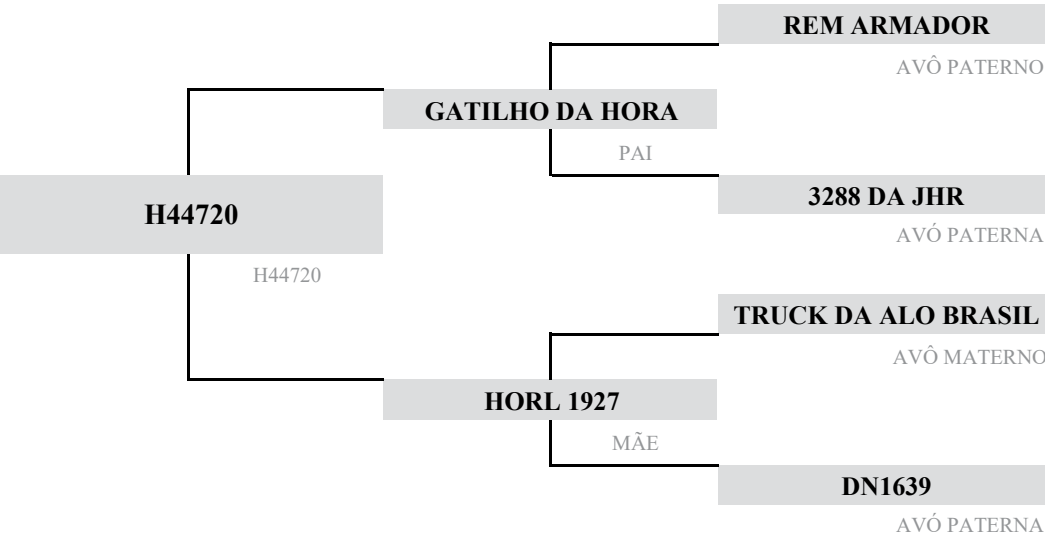 REM ARMADOR
AVÔ PATERNO
GATILHO DA HORA
PAI
3288 DA JHR
AVÓ PATERNA
H44720
H44720
TRUCK DA ALO BRASIL
AVÔ MATERNO
HORL 1927
MÃE
DN1639
AVÓ PATERNA